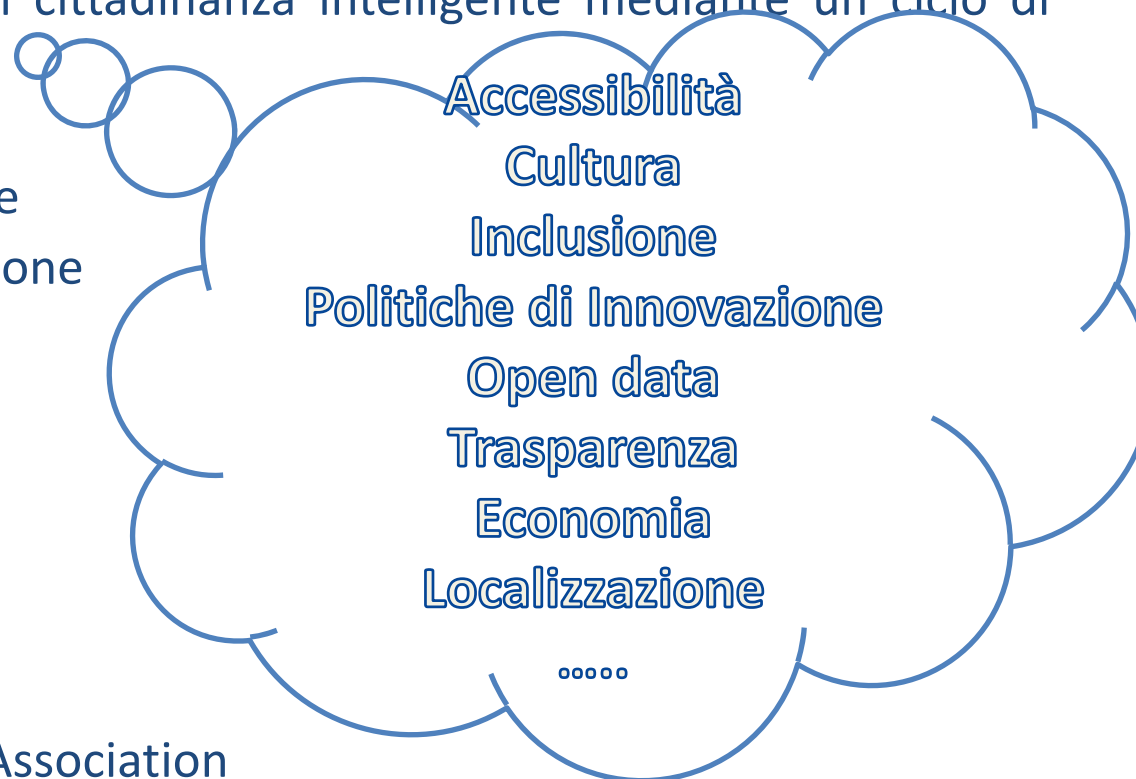 cittadinanza intelligente mediante un ciclo di
Accessibilità
Cultura
e
Inclusione
one
Politiche di Innovazione
Open data
Trasparenza
Economia
Localizzazione
.....
Association